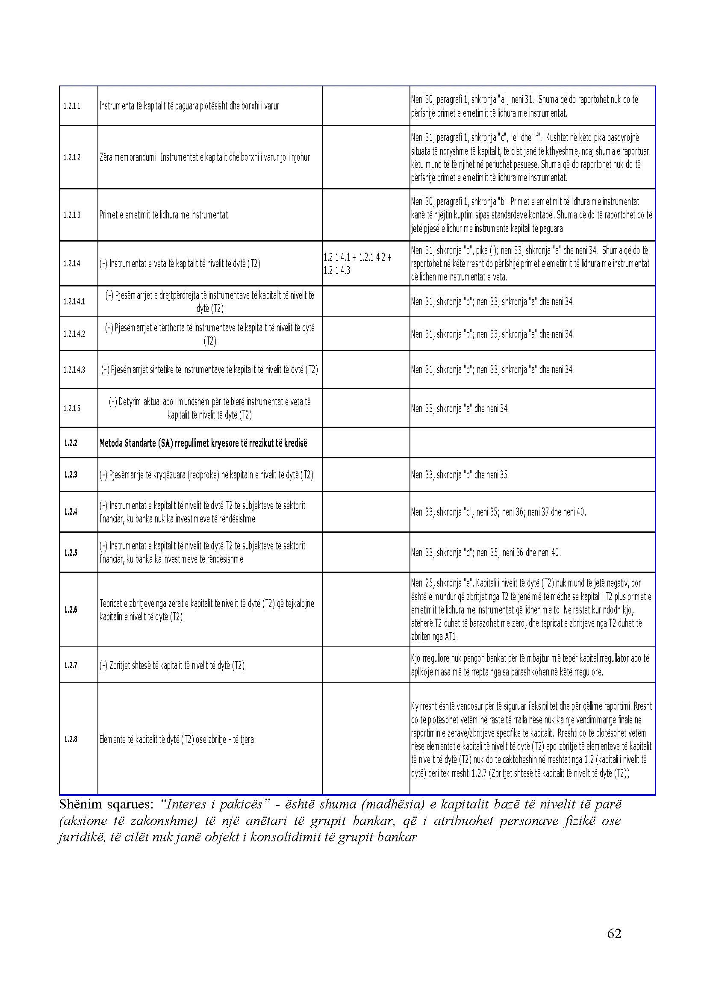 1.2.1.1
Instrumenta të kapitalit të paguara plotësisht dhe borxhi i varur
Neni 30, paragrafi 1, shkronja "a"; neni 31. Shuma që do raportohet nuk do të
përfshijë primet e emetimit të lidhura me instrumentat.
1.2.1.2
Zëra memorandumi: Instrumentat e kapitalit dhe borxhi i varur jo i njohur
Neni 31, paragrafi 1, shkronja "c", "e" dhe "f". Kushtet në këto pika pasqyrojnë
situata të ndryshme të kapitalit, të cilat janë të kthyeshme, ndaj shuma e raportuar
këtu mund të të njihet në periudhat pasuese. Shuma që do raportohet nuk do të
përfshijë primet e emetimit të lidhura me instrumentat.
1.2.1.3
Primet e emetimit të lidhura me instrumentat
Neni 30, paragrafi 1, shkronja "b". Primet e emetimit të lidhura me instrumentat
kanë të njëjtin kuptim sipas standardeve kontabël. Shuma që do të raportohet do të
jetë pjesë e lidhur me instrumenta kapitali të paguara.
1.2.1.4
(-) Instrumentat e veta të kapitalit të nivelit të dytë (T2)
1.2.1.4.1 + 1.2.1.4.2 +
1.2.1.4.3
Neni 31, shkronja "b", pika (i); neni 33, shkronja "a" dhe neni 34. Shuma që do të
raportohet në këtë rresht do përfshijë primet e emetimit të lidhura me instrumentat
që lidhen me instrumentat e veta.
1.2.1.4.1
(-) Pjesëmarrjet e drejtpërdrejta të instrumentave të kapitalit të nivelit të
dytë (T2)
Neni 31, shkronja "b"; neni 33, shkronja "a" dhe neni 34.
1.2.1.4.2
(-) Pjesëmarrjet e tërthorta të instrumentave të kapitalit të nivelit të dytë
(T2)
Neni 31, shkronja "b"; neni 33, shkronja "a" dhe neni 34.
1.2.1.4.3
(-) Pjesëmarrjet sintetike të instrumentave të kapitalit të nivelit të dytë (T2)
Neni 31, shkronja "b"; neni 33, shkronja "a" dhe neni 34.
1.2.1.5
(-) Detyrim aktual apo i mundshëm për të blerë instrumentat e veta të
kapitalit të nivelit të dytë (T2)
Neni 33, shkronja "a" dhe neni 34.
1.2.2
Metoda Standarte (SA) rregullimet kryesore të rrezikut të kredisë
1.2.3
(-) Pjesëmarrje të kryqëzuara (reciproke) në kapitalin e nivelit të dytë (T2)
Neni 33, shkronja "b" dhe neni 35.
1.2.4
(-) Instrumentat e kapitalit të nivelit të dytë T2 të subjekteve të sektorit
financiar, ku banka nuk ka investimeve të rëndësishme
Neni 33, shkronja "c"; neni 35; neni 36; neni 37 dhe neni 40.
1.2.5
(-) Instrumentat e kapitalit të nivelit të dytë T2 të subjekteve të sektorit
financiar, ku banka ka investimeve të rëndësishme
Neni 33, shkronja "d"; neni 35; neni 36 dhe neni 40.
1.2.6
Tepricat e zbritjeve nga zërat e kapitalit të nivelit të dytë (T2) që tejkalojne
kapitalin e nivelit të dytë (T2)
Neni 25, shkronja "e". Kapitali i nivelit të dytë (T2) nuk mund të jetë negativ, por
është e mundur që zbritjet nga T2 të jenë më të mëdha se kapitali i T2 plus primet e
emetimit të lidhura me instrumentat që lidhen me to. Ne rastet kur ndodh kjo,
atëherë T2 duhet të barazohet me zero, dhe tepricat e zbritjeve nga T2 duhet të
zbriten nga AT1.
1.2.7
(-) Zbritjet shtesë të kapitalit të nivelit të dytë (T2)
Kjo rregullore nuk pengon bankat për të mbajtur më tepër kapital rregullator apo të
aplikoje masa më të rrepta nga sa parashikohen në këtë rregullore.
1.2.8
Elemente të kapitalit të dytë (T2) ose zbritje - të tjera
Ky rresht është vendosur për të siguruar fleksibilitet dhe për qëllime raportimi. Rreshti
do të plotësohet vetëm në raste të rralla nëse nuk ka nje vendimmarrje finale ne
raportimin e zerave/zbritjeve specifike te kapitalit. Rreshti do të plotësohet vetëm
nëse elementet e kapitali të nivelit të dytë (T2) apo zbritje të elementeve të kapitalit
të nivelit të dytë (T2) nuk do te caktoheshin në rreshtat nga 1.2 (kapitali i nivelit të
dytë) deri tek rreshti 1.2.7 (Zbritjet shtesë të kapitalit të nivelit të dytë (T2))
Shënim sqarues: “Interes i pakicës” - është shuma (madhësia) e kapitalit bazë të nivelit të parë
(aksione të zakonshme) të një anëtari të grupit bankar, që i atribuohet personave fizikë ose
juridikë, të cilët nuk janë objekt i konsolidimit të grupit bankar
62